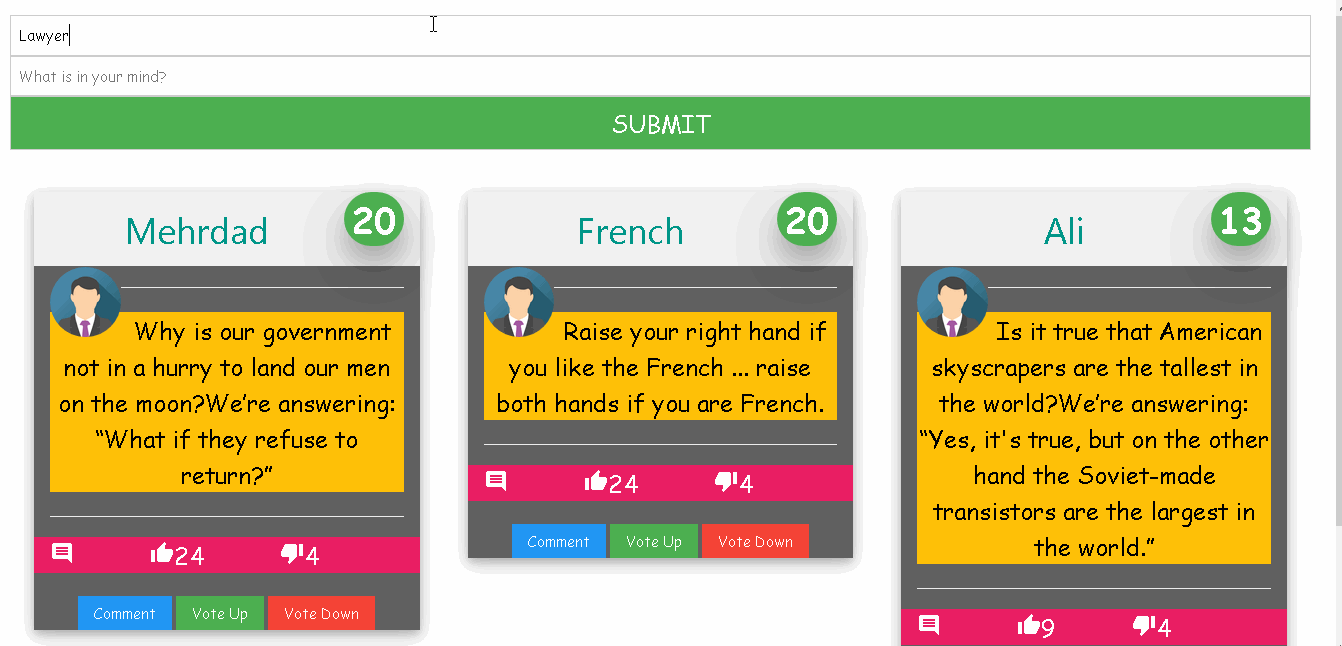 Lawyer
What is in your mind?
SUBMIT
Mehrdad
20
Why is our government
not in a hurry to land our men
on the moon?We’re answering:
“What if they refuse to
return?”
24
4
Comment
Vote Up
Vote Down
French
20
Raise your right hand if
you like the French ... raise
both hands if you are French.
24
4
Comment
Vote Up
Vote Down
Ali
13
Is it true that American
skyscrapers are the tallest in
the world?We’re answering:
“Yes, it's true, but on the other
hand the Soviet-made
transistors are the largest in
the world.”
9
4